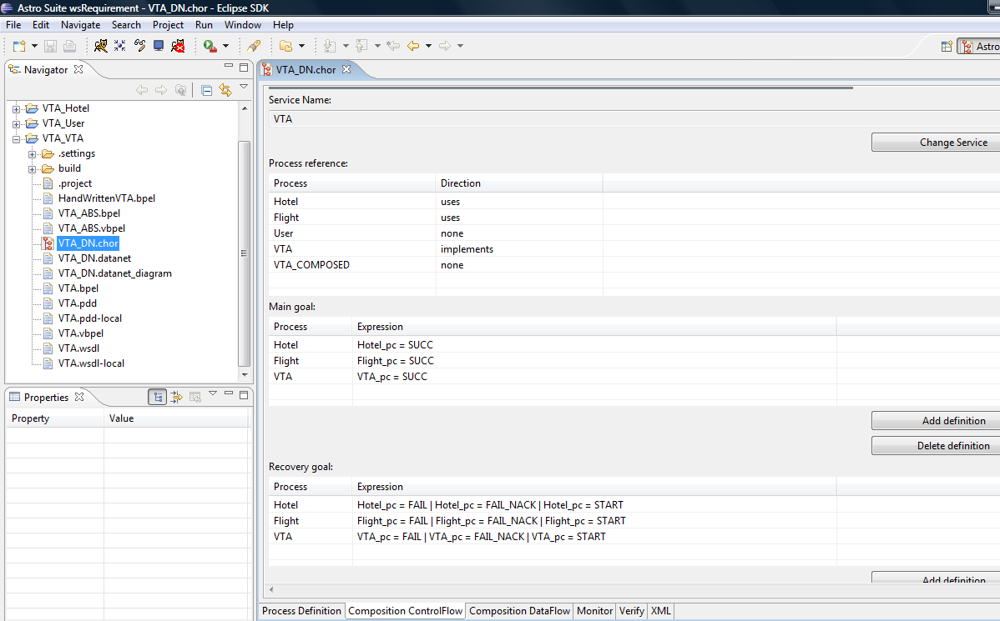 Astro Suite wsRequirement - VTA_DN.chor - Eclipse SDK
File Edit Navigate Search Project Run Window Help
Astro
Navigator
VTA_Hotel
VTA_User
VTA_VTA
.settings
build
.project
HandWrittenVTA.bpel
VTA_ABS.bpel
VTA_ABS.vbpel
VTA_DN.chor
VTA_DN.datanet
VTA_DN.datanet_diagram
VTA.bpel
VTA.pdd
VTA.pdd-local
VTA.vbpel
VTA.wsdl
VTA.wsdl-local
Properties
Property Value
VTA_DN.chor
Service Name:
VTA
Change Service
Process reference:
Process Direction
Hotel uses
Flight uses
User none
VTA implements
VTA_COMPOSED none
Main goal:
Process Expression
Hotel Hotel_pc = SUCC
Flight Flight_pc = SUCC
VTA VTA_pc = SUCC
Add definition
Delete definition
Recovery goal:
Process Expression
Hotel Hotel_pc = FAIL | Hotel_pc = FAIL_NACK | Hotel_pc = START
Flight Flight_pc = FAIL | Flight_pc = FAIL_NACK | Flight_pc = START
VTA VTA_pc = FAIL | VTA_pc = FAIL_NACK | VTA_pc = START
Add definition
Process Definition Composition ControlFlow Composition DataFlow Monitor Verify XML